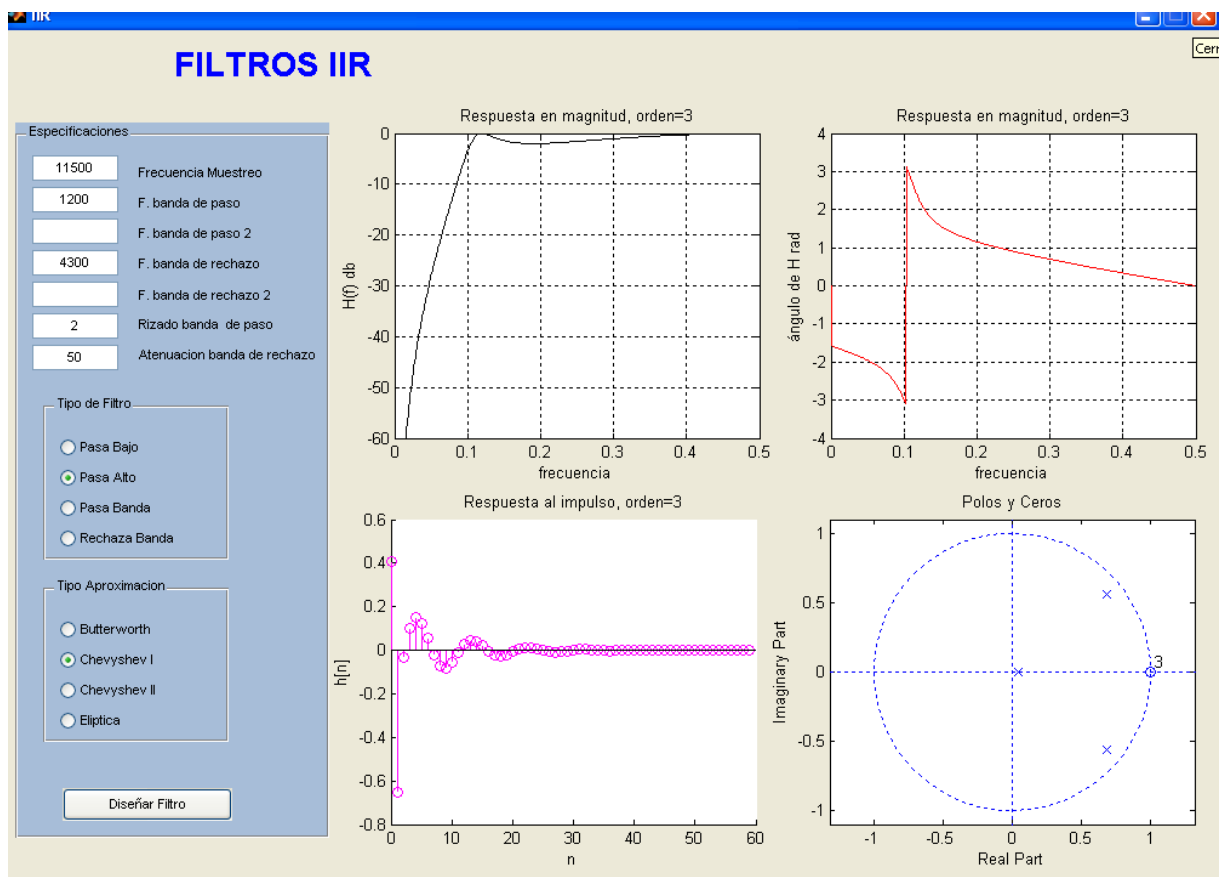 IIR
Cerr
FILTROS IIR
Especificaciones
11500 Frecuencia Muestreo
1200 F. banda de paso
F. banda de paso 2
4300 F. banda de rechazo
F. banda de rechazo 2
2 Rizado banda de paso
50 Atenuacion banda de rechazo
Tipo de Filtro
Pasa Bajo
Pasa Alto
Pasa Banda
Rechaza Banda
Tipo Aproximacion
Butterworth
Chevyshev I
Chevyshev II
Eliptica
Diseñar Filtro
Respuesta en magnitud, orden=3
H(f) db
0
-10
-20
-30
-40
-50
-60
0 0.1 0.2 0.3 0.4 0.5
frecuencia
Respuesta en magnitud, orden=3
ángulo de H rad
4
3
2
1
0
-1
-2
-3
-4
0 0.1 0.2 0.3 0.4 0.5
frecuencia
Respuesta al impulso, orden=3
h[n]
0.6
0.4
0.2
0
-0.2
-0.4
-0.6
-0.8
0 10 20 30 40 50 60
n
Polos y Ceros
Imaginary Part
1
0.5
0
-0.5
-1
3
-1 -0.5 0 0.5 1
Real Part